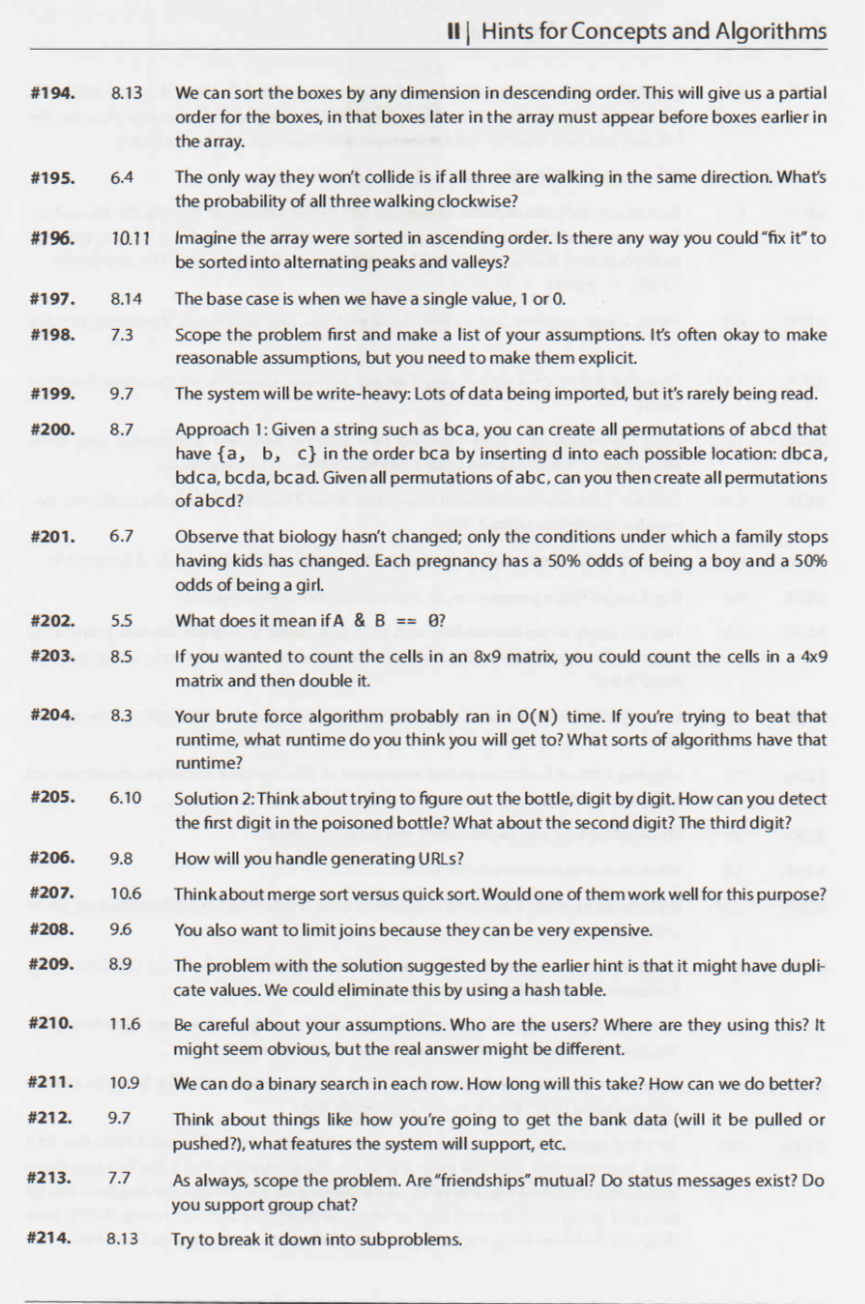 II | Hints for Concepts and Algorithms
#194. 8.13 We can sort the boxes by any dimension in descending order. This will give us a partial
order for the boxes, in that boxes later in the array must appear before boxes earlier in
the array.
#195. 6.4 The only way they won't collide is if all three are walking in the same direction. What's
the probability of all three walking clockwise?
#196. 10.11 Imagine the array were sorted in ascending order. Is there any way you could "fix it" to
be sorted into alternating peaks and valleys?
#197. 8.14 The base case is when we have a single value, 1 or 0.
#198. 7.3 Scope the problem first and make a list of your assumptions. It's often okay to make
reasonable assumptions, but you need to make them explicit.
#199. 9.7 The system will be write-heavy: Lots of data being imported, but it's rarely being read.
#200. 8.7 Approach 1: Given a string such as bca, you can create all permutations of abcd that
have {a, b, c} in the order bca by inserting d into each possible location: dbca,
bdca, bcda, bcad. Given all permutations of abc, can you then create all permutations
of abcd?
#201. 6.7 Observe that biology hasn't changed; only the conditions under which a family stops
having kids has changed. Each pregnancy has a 50% odds of being a boy and a 50%
odds of being a girl.
#202. 5.5 What does it mean if A & B == 0?
#203. 8.5 If you wanted to count the cells in an 8x9 matrix, you could count the cells in a 4x9
matrix and then double it.
#204. 8.3 Your brute force algorithm probably ran in O(N) time. If you're trying to beat that
runtime, what runtime do you think you will get to? What sorts of algorithms have that
runtime?
#205. 6.10 Solution 2: Think about trying to figure out the bottle, digit by digit. How can you detect
the first digit in the poisoned bottle? What about the second digit? The third digit?
#206. 9.8 How will you handle generating URLs?
#207. 10.6 Think about merge sort versus quick sort. Would one of them work well for this purpose?
#208. 9.6 You also want to limit joins because they can be very expensive.
#209. 8.9 The problem with the solution suggested by the earlier hint is that it might have dupli-
cate values. We could eliminate this by using a hash table.
#210. 11.6 Be careful about your assumptions. Who are the users? Where are they using this? It
might seem obvious, but the real answer might be different.
#211. 10.9 We can do a binary search in each row. How long will this take? How can we do better?
#212. 9.7 Think about things like how you're going to get the bank data (will it be pulled or
pushed?), what features the system will support, etc.
#213. 7.7 As always, scope the problem. Are "friendships" mutual? Do status messages exist? Do
you support group chat?
#214. 8.13 Try to break it down into subproblems.